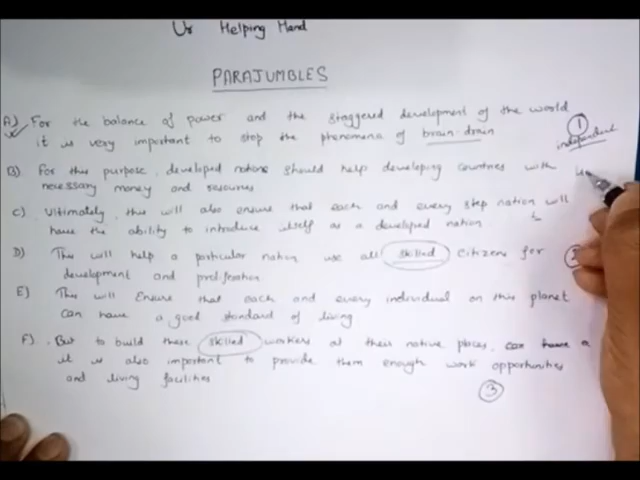 Ur Helping Hand
PARAJUMBLES
A) For the balance of power and the staggered development of the world
it is very important to stop the phenomena of brain-drain
1
independent
B) For this purpose, developed nations should help developing countries with
necessary money and resources
C) Ultimately, this will also ensure that each and every step nation will
have the ability to introduce itself as a developed nation
D) This will help a particular nation use all skilled citizens for
development and proliferation
E) This will Ensure that each and every individual on this planet
can have a good standard of living
F) But to build these skilled workers at their native places, can have a
it is also important to provide them enough work opportunities
and living facilities
3